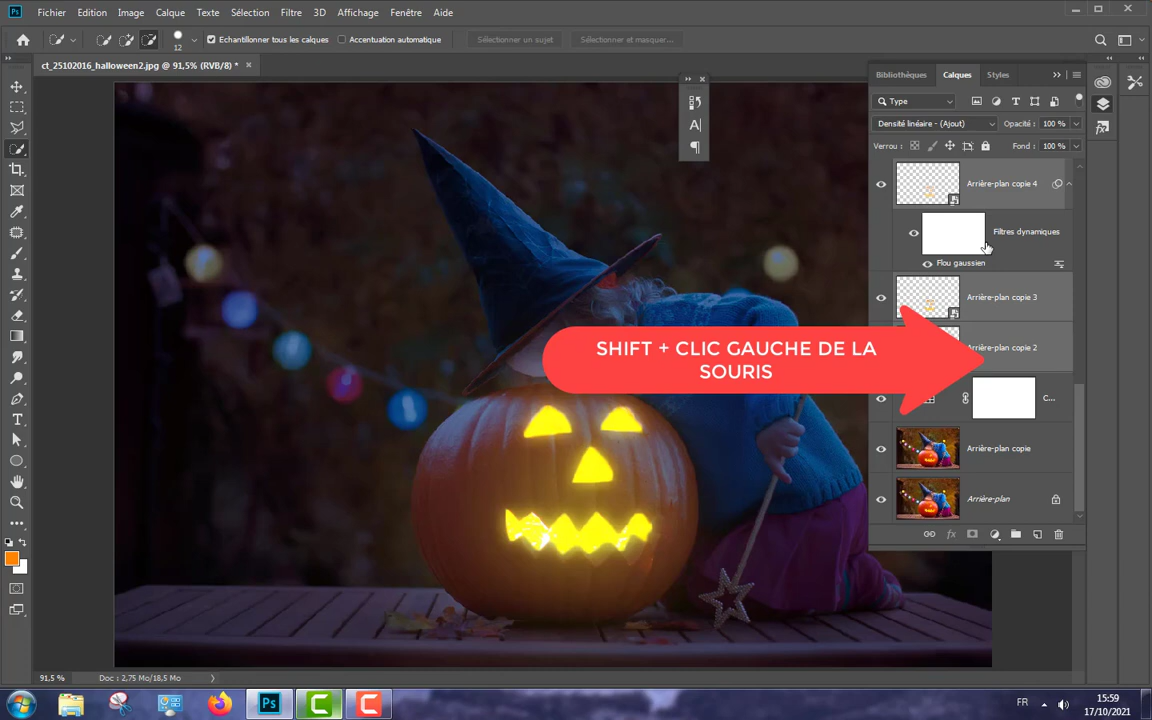 Ps Fichier Edition Image Calque Texte Sélection Filtre 3D Affichage Fenêtre Aide
12 Echantillonner tous les calques Accentuation automatique Sélectionner un sujet Sélectionner et masquer...
ct_25102016_halloween2.jpg @ 91,5% (RVB/8) *
Bibliothèques Calques Styles
Type
Densité linéaire - (Ajout) Opacité : 100 %
Verrou : Fond : 100 %
Arrière-plan copie 4
Filtres dynamiques
Flou gaussien
Arrière-plan copie 3
Arrière-plan copie 2
C...
Arrière-plan copie
Arrière-plan
SHIFT + CLIC GAUCHE DE LA
SOURIS
91,5 % Doc : 2,75 Mo/18,5 Mo
Ps
FR
15:59
17/10/2021